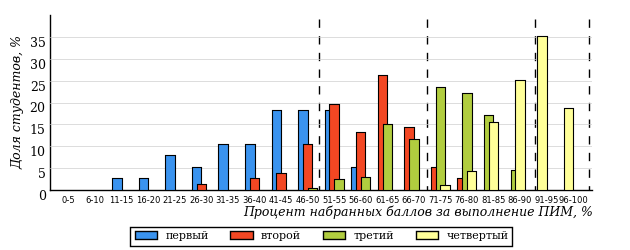 Доля студентов, %
35
30
25
20
15
10
5
0
0-5 6-10 11-15 16-20 21-25 26-30 31-35 36-40 41-45 46-50 51-55 56-60 61-65 66-70 71-75 76-80 81-85 86-90 91-95 96-100
Процент набранных баллов за выполнение ПИМ, %
первый второй третий четвертый